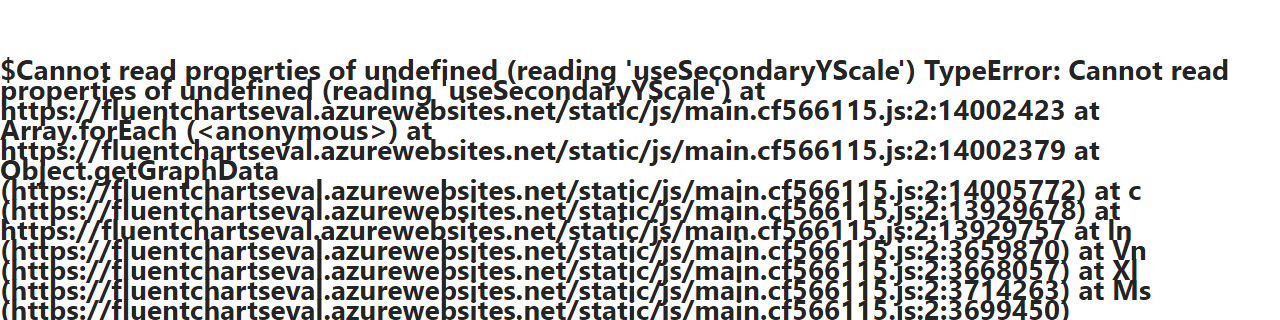 $Cannot read properties of undefined (reading 'useSecondaryYScale') TypeError: Cannot read
properties of undefined (reading 'useSecondaryYScale') at
https://fluentchartseval.azurewebsites.net/static/js/main.cf566115.js:2:14002423 at
Array.forEach (<anonymous>) at
https://fluentchartseval.azurewebsites.net/static/js/main.cf566115.js:2:14002379 at
Object.getGraphData
(https://fluentchartseval.azurewebsites.net/static/js/main.cf566115.js:2:14005772) at c
(https://fluentchartseval.azurewebsites.net/static/js/main.cf566115.js:2:13929678) at
https://fluentchartseval.azurewebsites.net/static/js/main.cf566115.js:2:13929757 at In
(https://fluentchartseval.azurewebsites.net/static/js/main.cf566115.js:2:3659870) at Vn
(https://fluentchartseval.azurewebsites.net/static/js/main.cf566115.js:2:3668057) at Xl
(https://fluentchartseval.azurewebsites.net/static/js/main.cf566115.js:2:3714263) at Ms
(https://fluentchartseval.azurewebsites.net/static/js/main.cf566115.js:2:3699450)